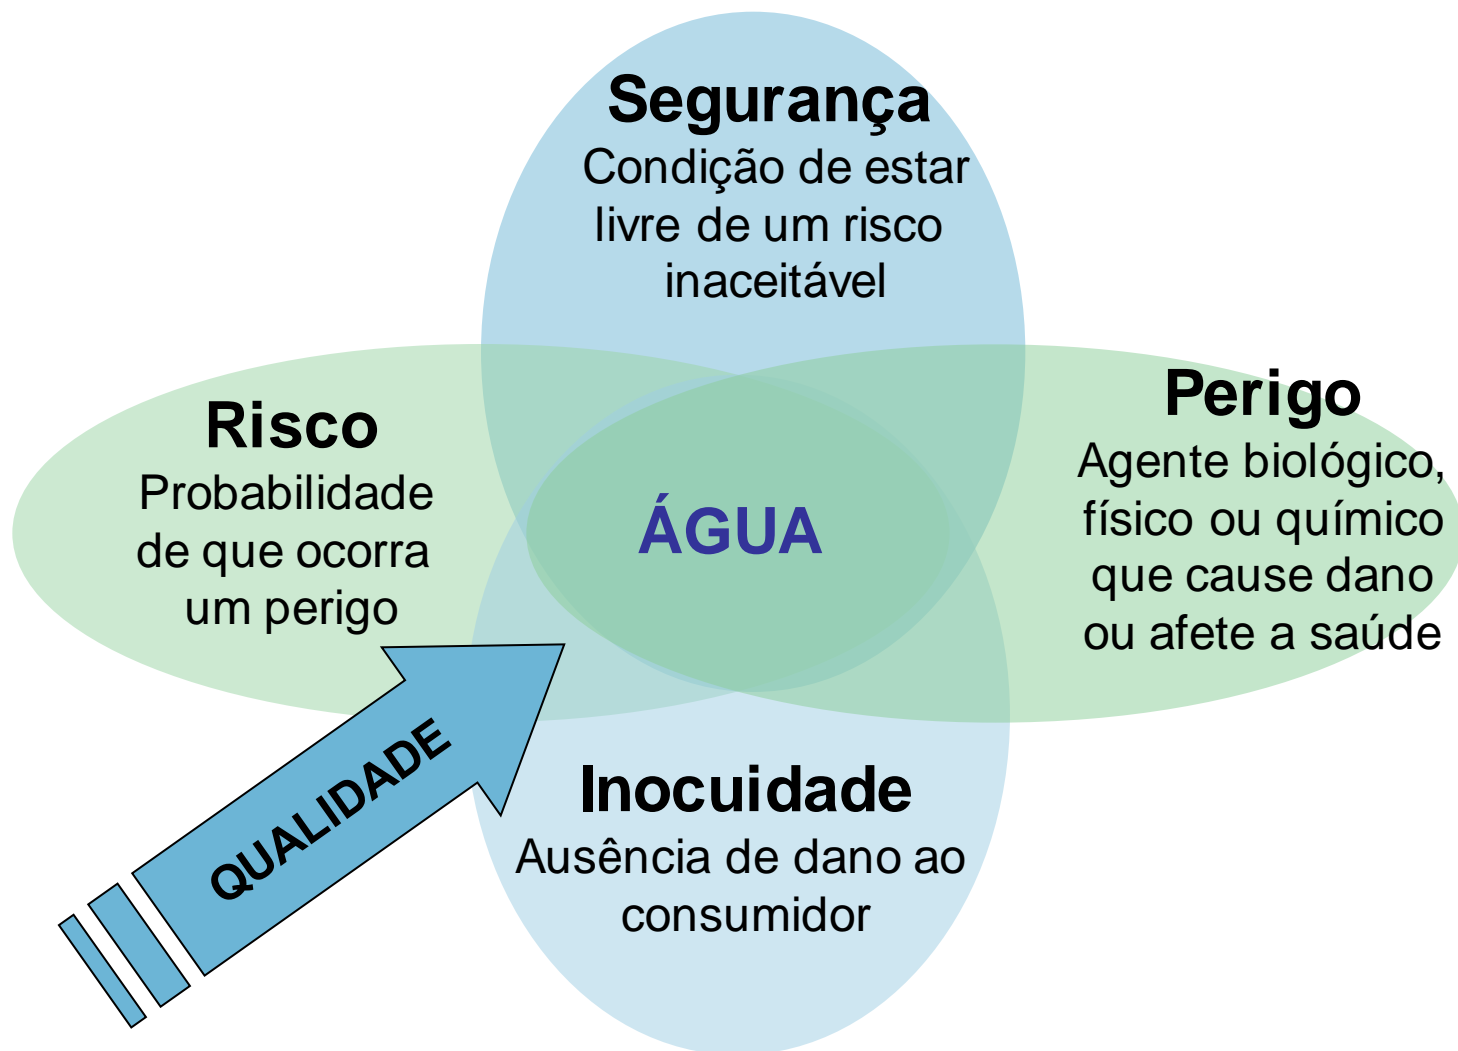 Segurança
Condição de estar
livre de um risco
inaceitável
Risco
Probabilidade
de que ocorra
um perigo
ÁGUA
Perigo
Agente biológico,
físico ou químico
que cause dano
ou afete a saúde
QUALIDADE
Inocuidade
Ausência de dano ao
consumidor